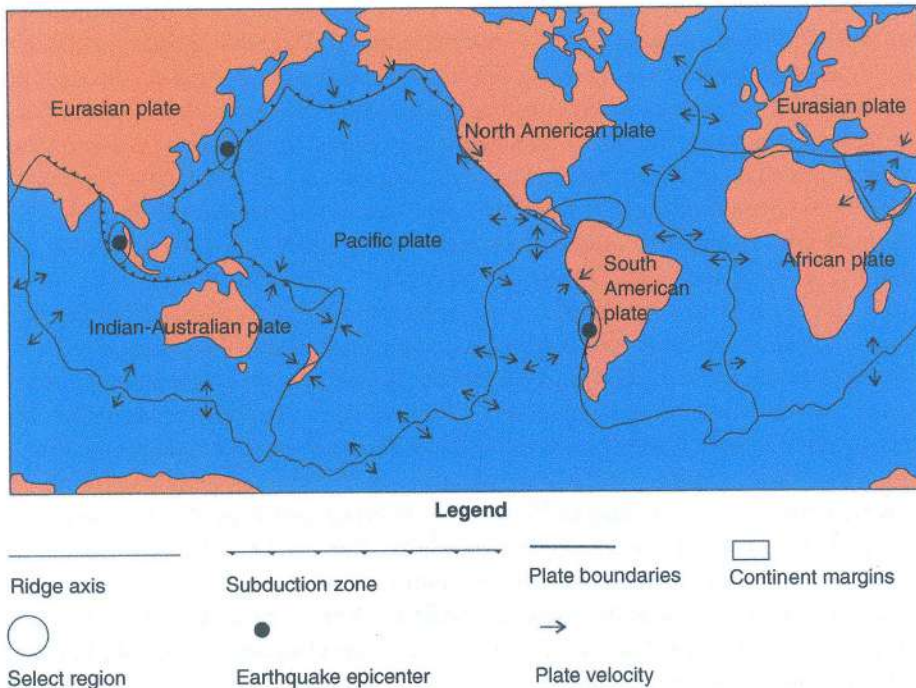 Eurasian plate
North American plate
Eurasian plate
Pacific plate
South
American
plate
African plate
Indian-Australian plate
Legend
Ridge axis
Subduction zone
Plate boundaries
Continent margins
Select region
Earthquake epicenter
Plate velocity